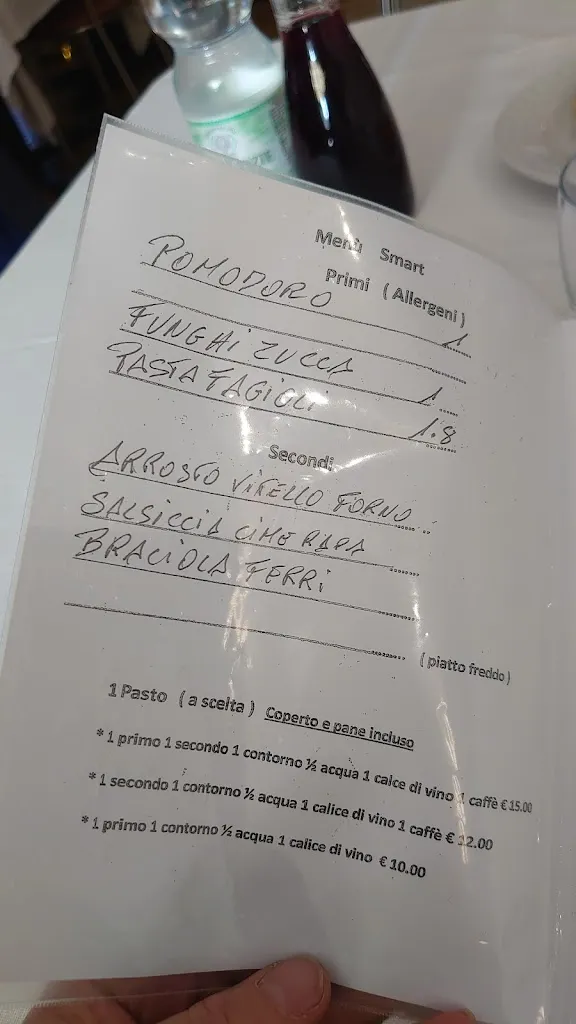 Menù Smart
Primi ( Allergeni )
POMODORO 1
FUNGHI ZUCCA 1
PASTA FAGIOLI 1.8
Secondi
ARROSTO VITELLO FORNO
SALSICCIA CIME RAPA
BRACIOLA FERRI
( piatto freddo )
1 Pasto ( a scelta ) Coperto e pane incluso
* 1 primo 1 secondo 1 contorno ½ acqua 1 calce di vino 1 caffè € 15.00
* 1 secondo 1 contorno ½ acqua 1 calice di vino 1 caffè € 12.00
* 1 primo 1 contorno ½ acqua 1 calice di vino € 10.00